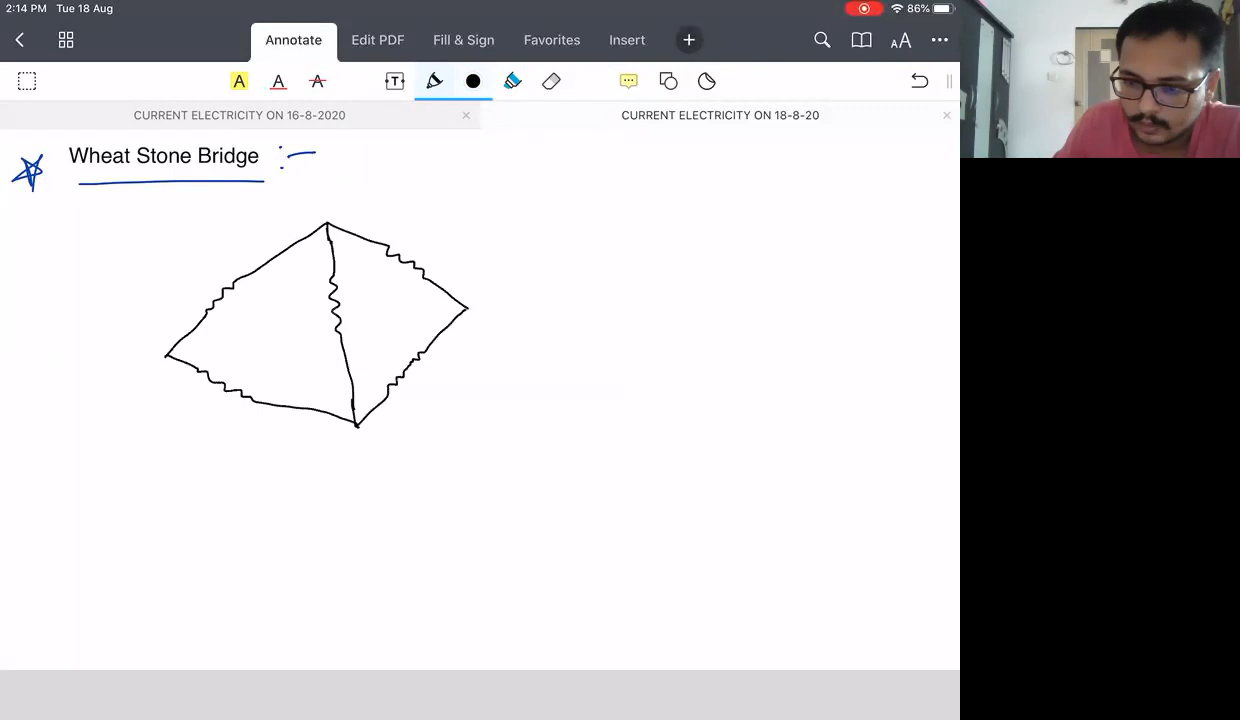 2:14 PM Tue 18 Aug 86%
Annotate Edit PDF Fill & Sign Favorites Insert + AA
A A A T
CURRENT ELECTRICITY ON 16-8-2020 × CURRENT ELECTRICITY ON 18-8-20 ×
Wheat Stone Bridge :-